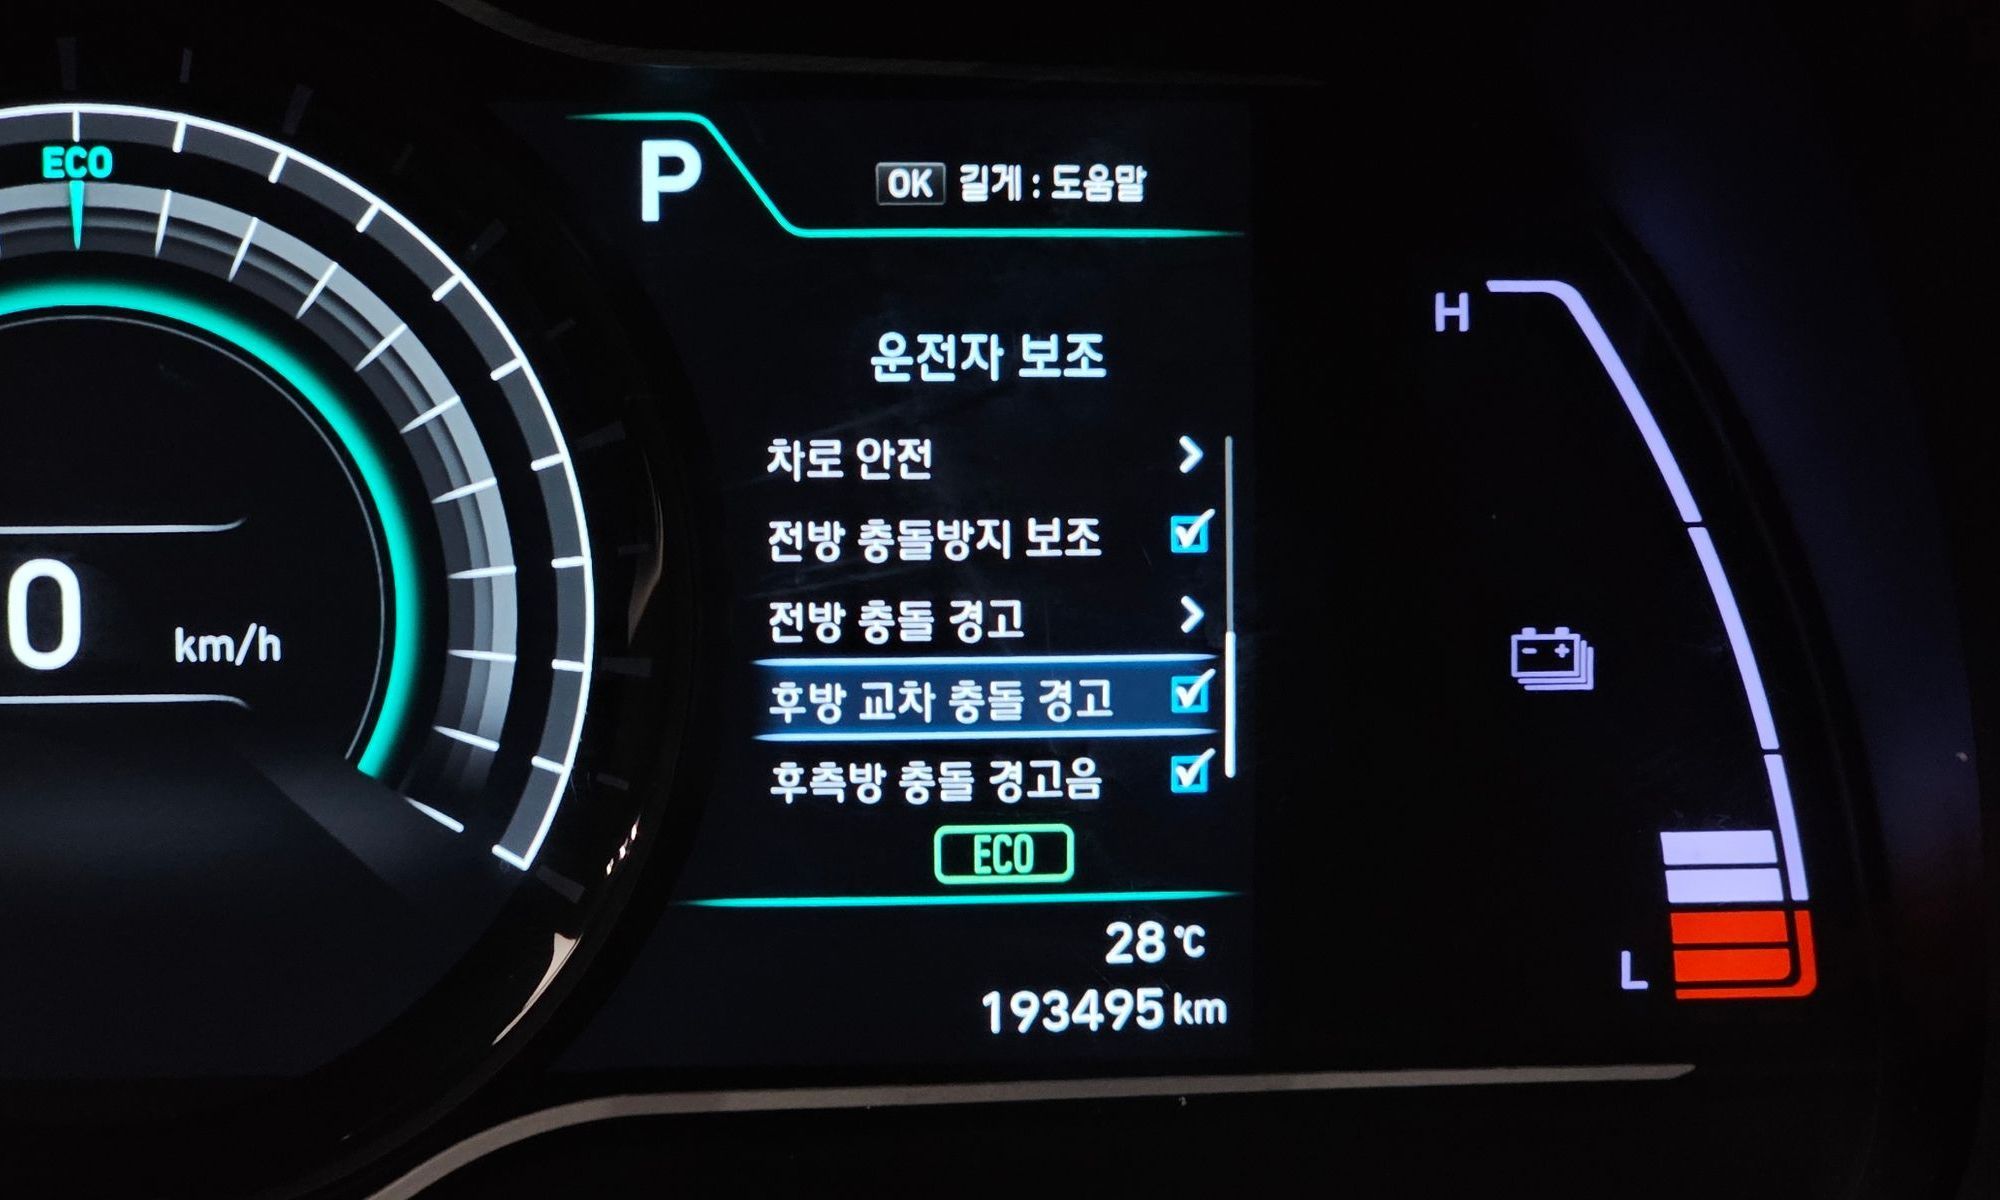 ECO
0
km/h
P
OK 길게 : 도움말
운전자 보조
차로 안전
전방 충돌방지 보조
전방 충돌 경고
후방 교차 충돌 경고
후측방 충돌 경고음
ECO
28 ℃
193495 km
H
L